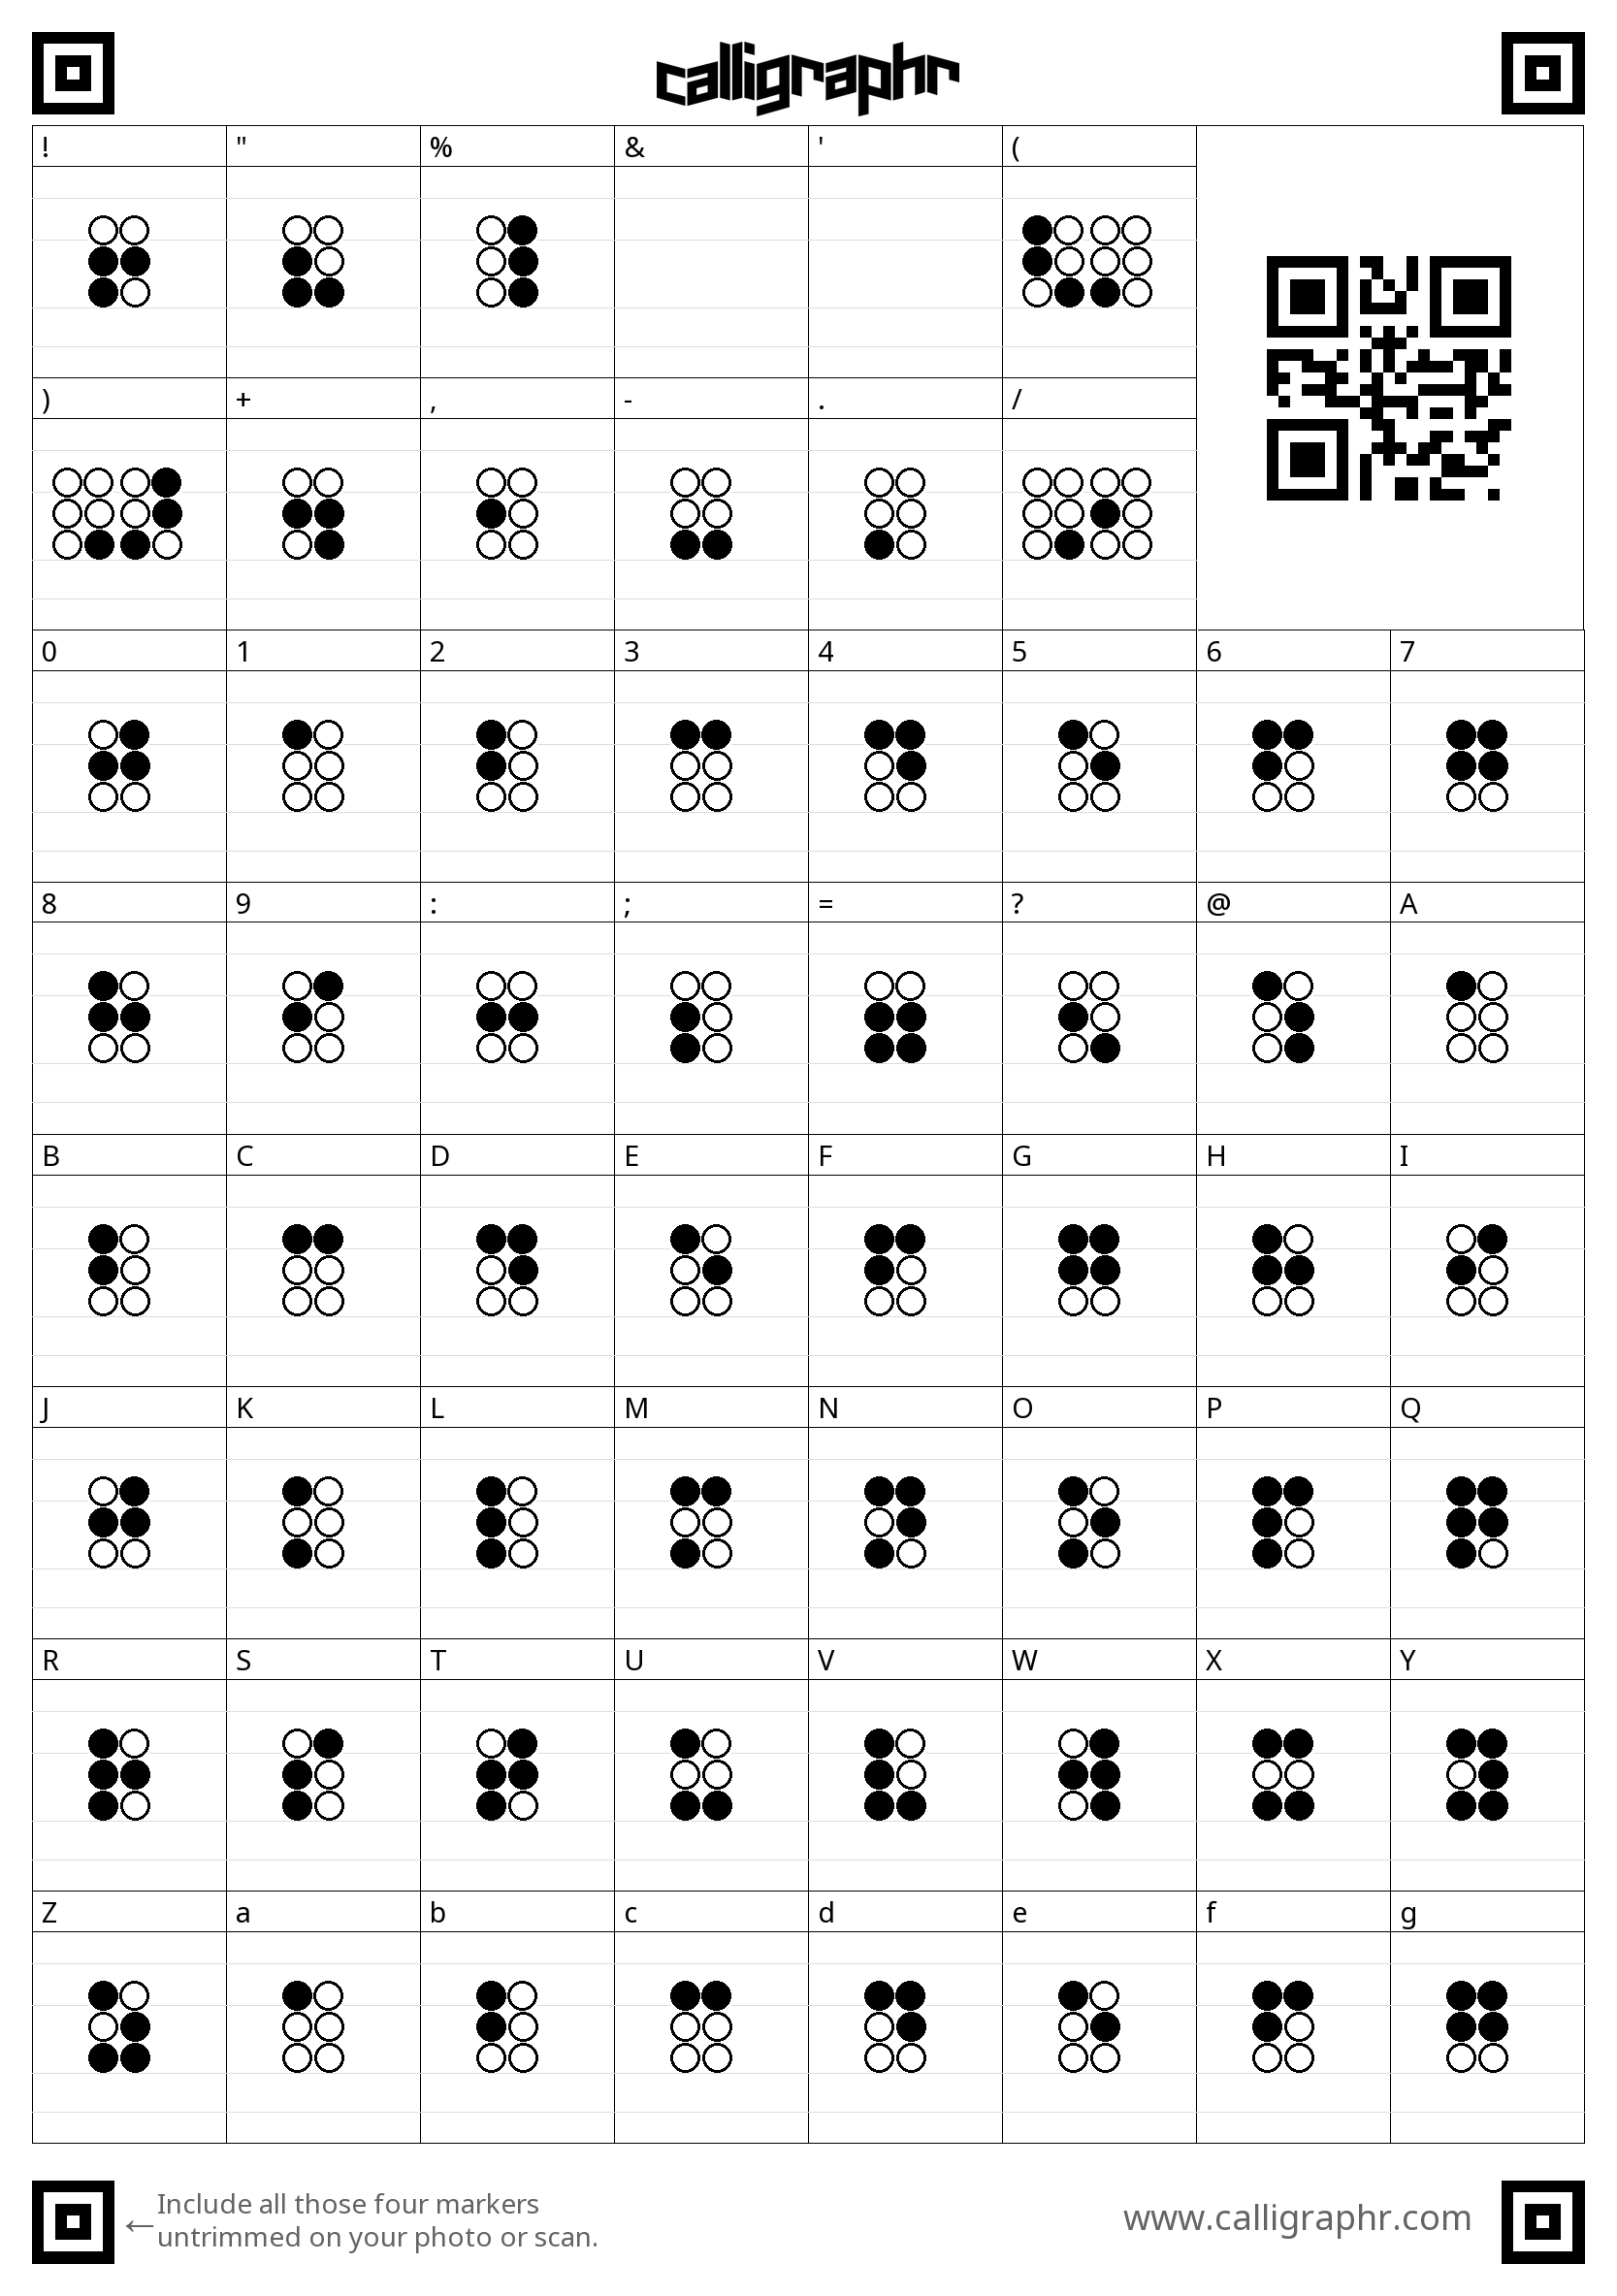 calligraphr
! " % & ' (
⠖ ⠦ ⠸ ⠣⠄
) + , - . /
⠠⠜ ⠲ ⠂ ⠤ ⠄ ⠠⠂
0 1 2 3 4 5 6 7
⠚ ⠁ ⠃ ⠉ ⠙ ⠑ ⠋ ⠛
8 9 : ; = ? @ A
⠓ ⠊ ⠒ ⠆ ⠶ ⠢ ⠱ ⠁
B C D E F G H I
⠃ ⠉ ⠙ ⠑ ⠋ ⠛ ⠓ ⠊
J K L M N O P Q
⠚ ⠅ ⠇ ⠍ ⠝ ⠕ ⠏ ⠟
R S T U V W X Y
⠗ ⠎ ⠞ ⠥ ⠧ ⠺ ⠭ ⠽
Z a b c d e f g
⠵ ⠁ ⠃ ⠉ ⠙ ⠑ ⠋ ⠛
←Include all those four markers
untrimmed on your photo or scan.
www.calligraphr.com